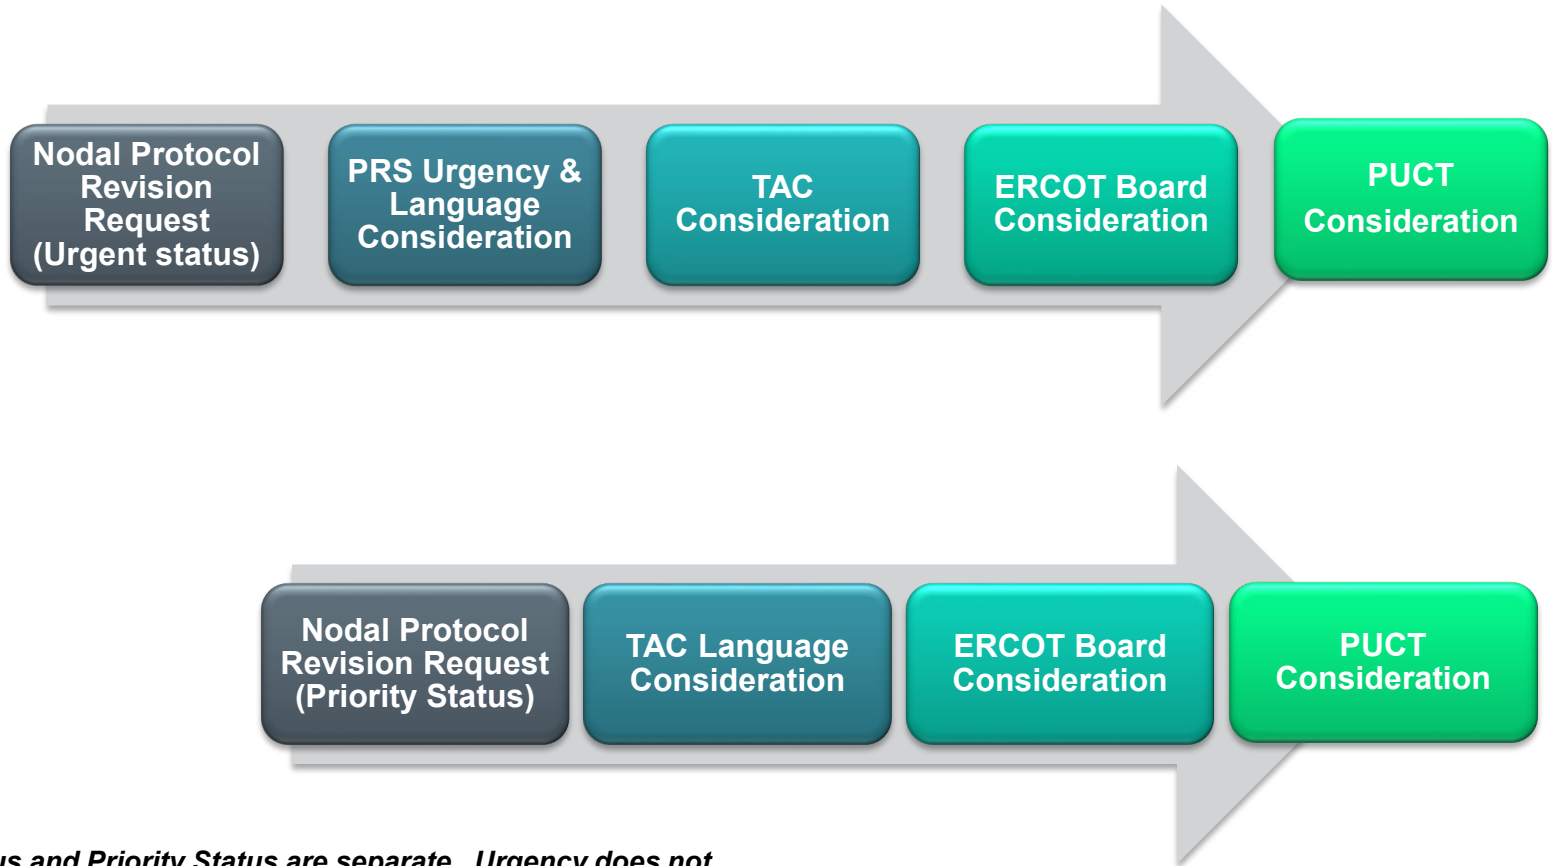 Nodal Protocol
Revision
Request
(Urgent status)
PRS Urgency &
Language
Consideration
TAC
Consideration
ERCOT Board
Consideration
PUCT
Consideration
Nodal Protocol
Revision Request
(Priority Status)
TAC Language
Consideration
ERCOT Board
Consideration
PUCT
Consideration
and Priority Status are separate. Urgency does not